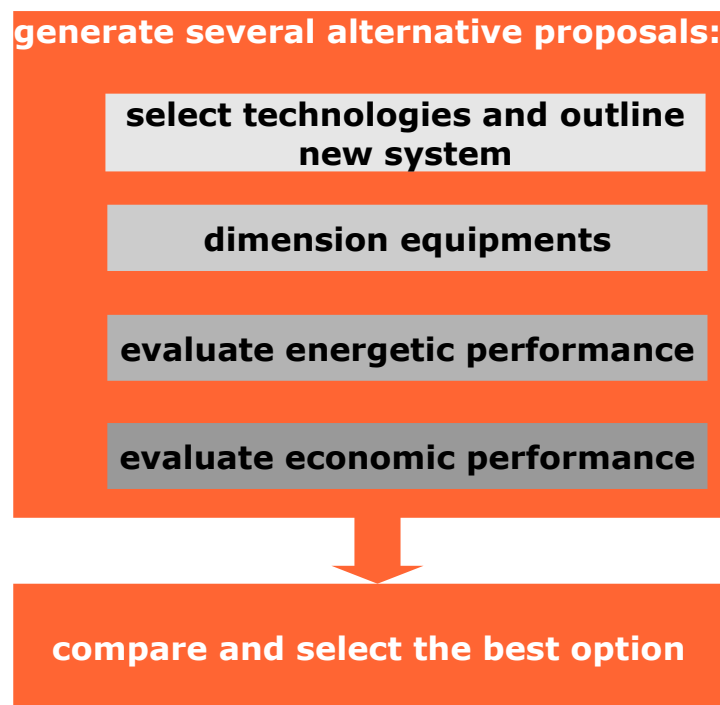 generate several alternative proposals:
select technologies and outline
new system
dimension equipments
evaluate energetic performance
evaluate economic performance
compare and select the best option